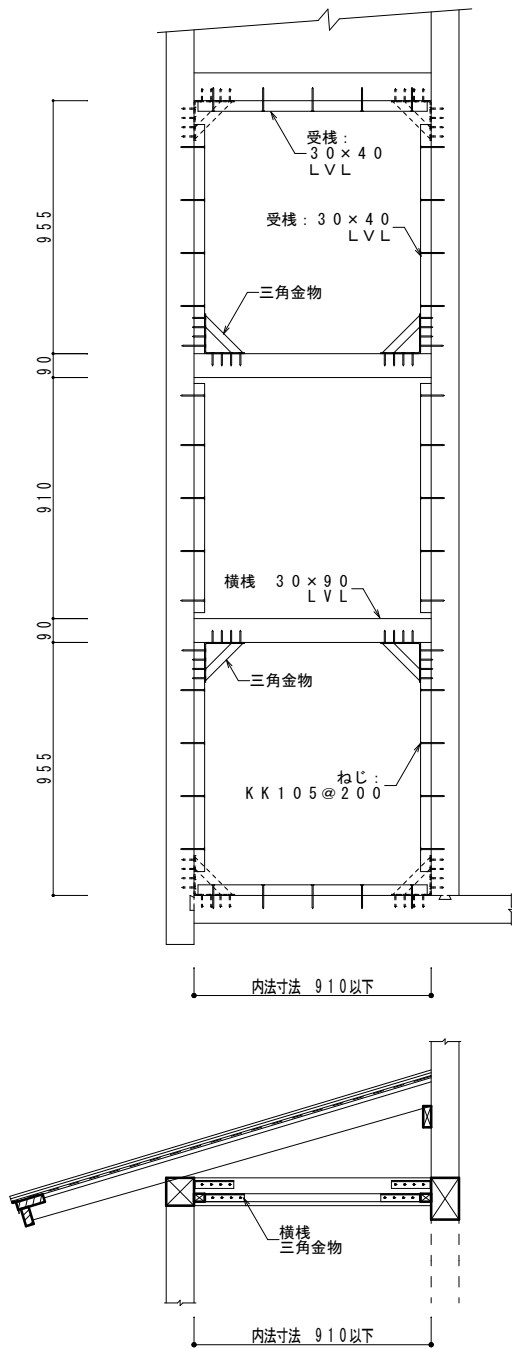 受桟：
３０×４０
ＬＶＬ
955
受桟：３０×４０
ＬＶＬ
三角金物
90
910
横桟　３０×９０
ＬＶＬ
90
三角金物
955
ねじ：
ＫＫ１０５＠２００
内法寸法　９１０以下
横桟
三角金物
内法寸法　９１０以下